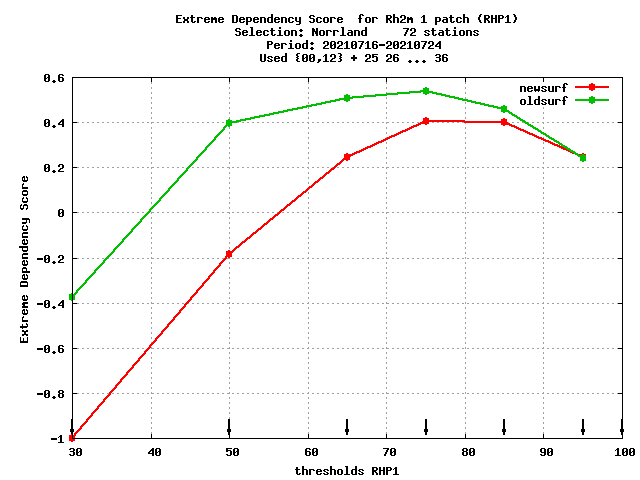 Extreme Dependency Score  for Rh2m 1 patch (RHP1)
Selection: Norrland     72 stations
Period: 20210716-20210724
Used {00,12} + 25 26 ... 36
newsurf
oldsurf
0.6
0.4
0.2
0
-0.2
-0.4
-0.6
-0.8
-1
Extreme Dependency Score
30 40 50 60 70 80 90 100
thresholds RHP1